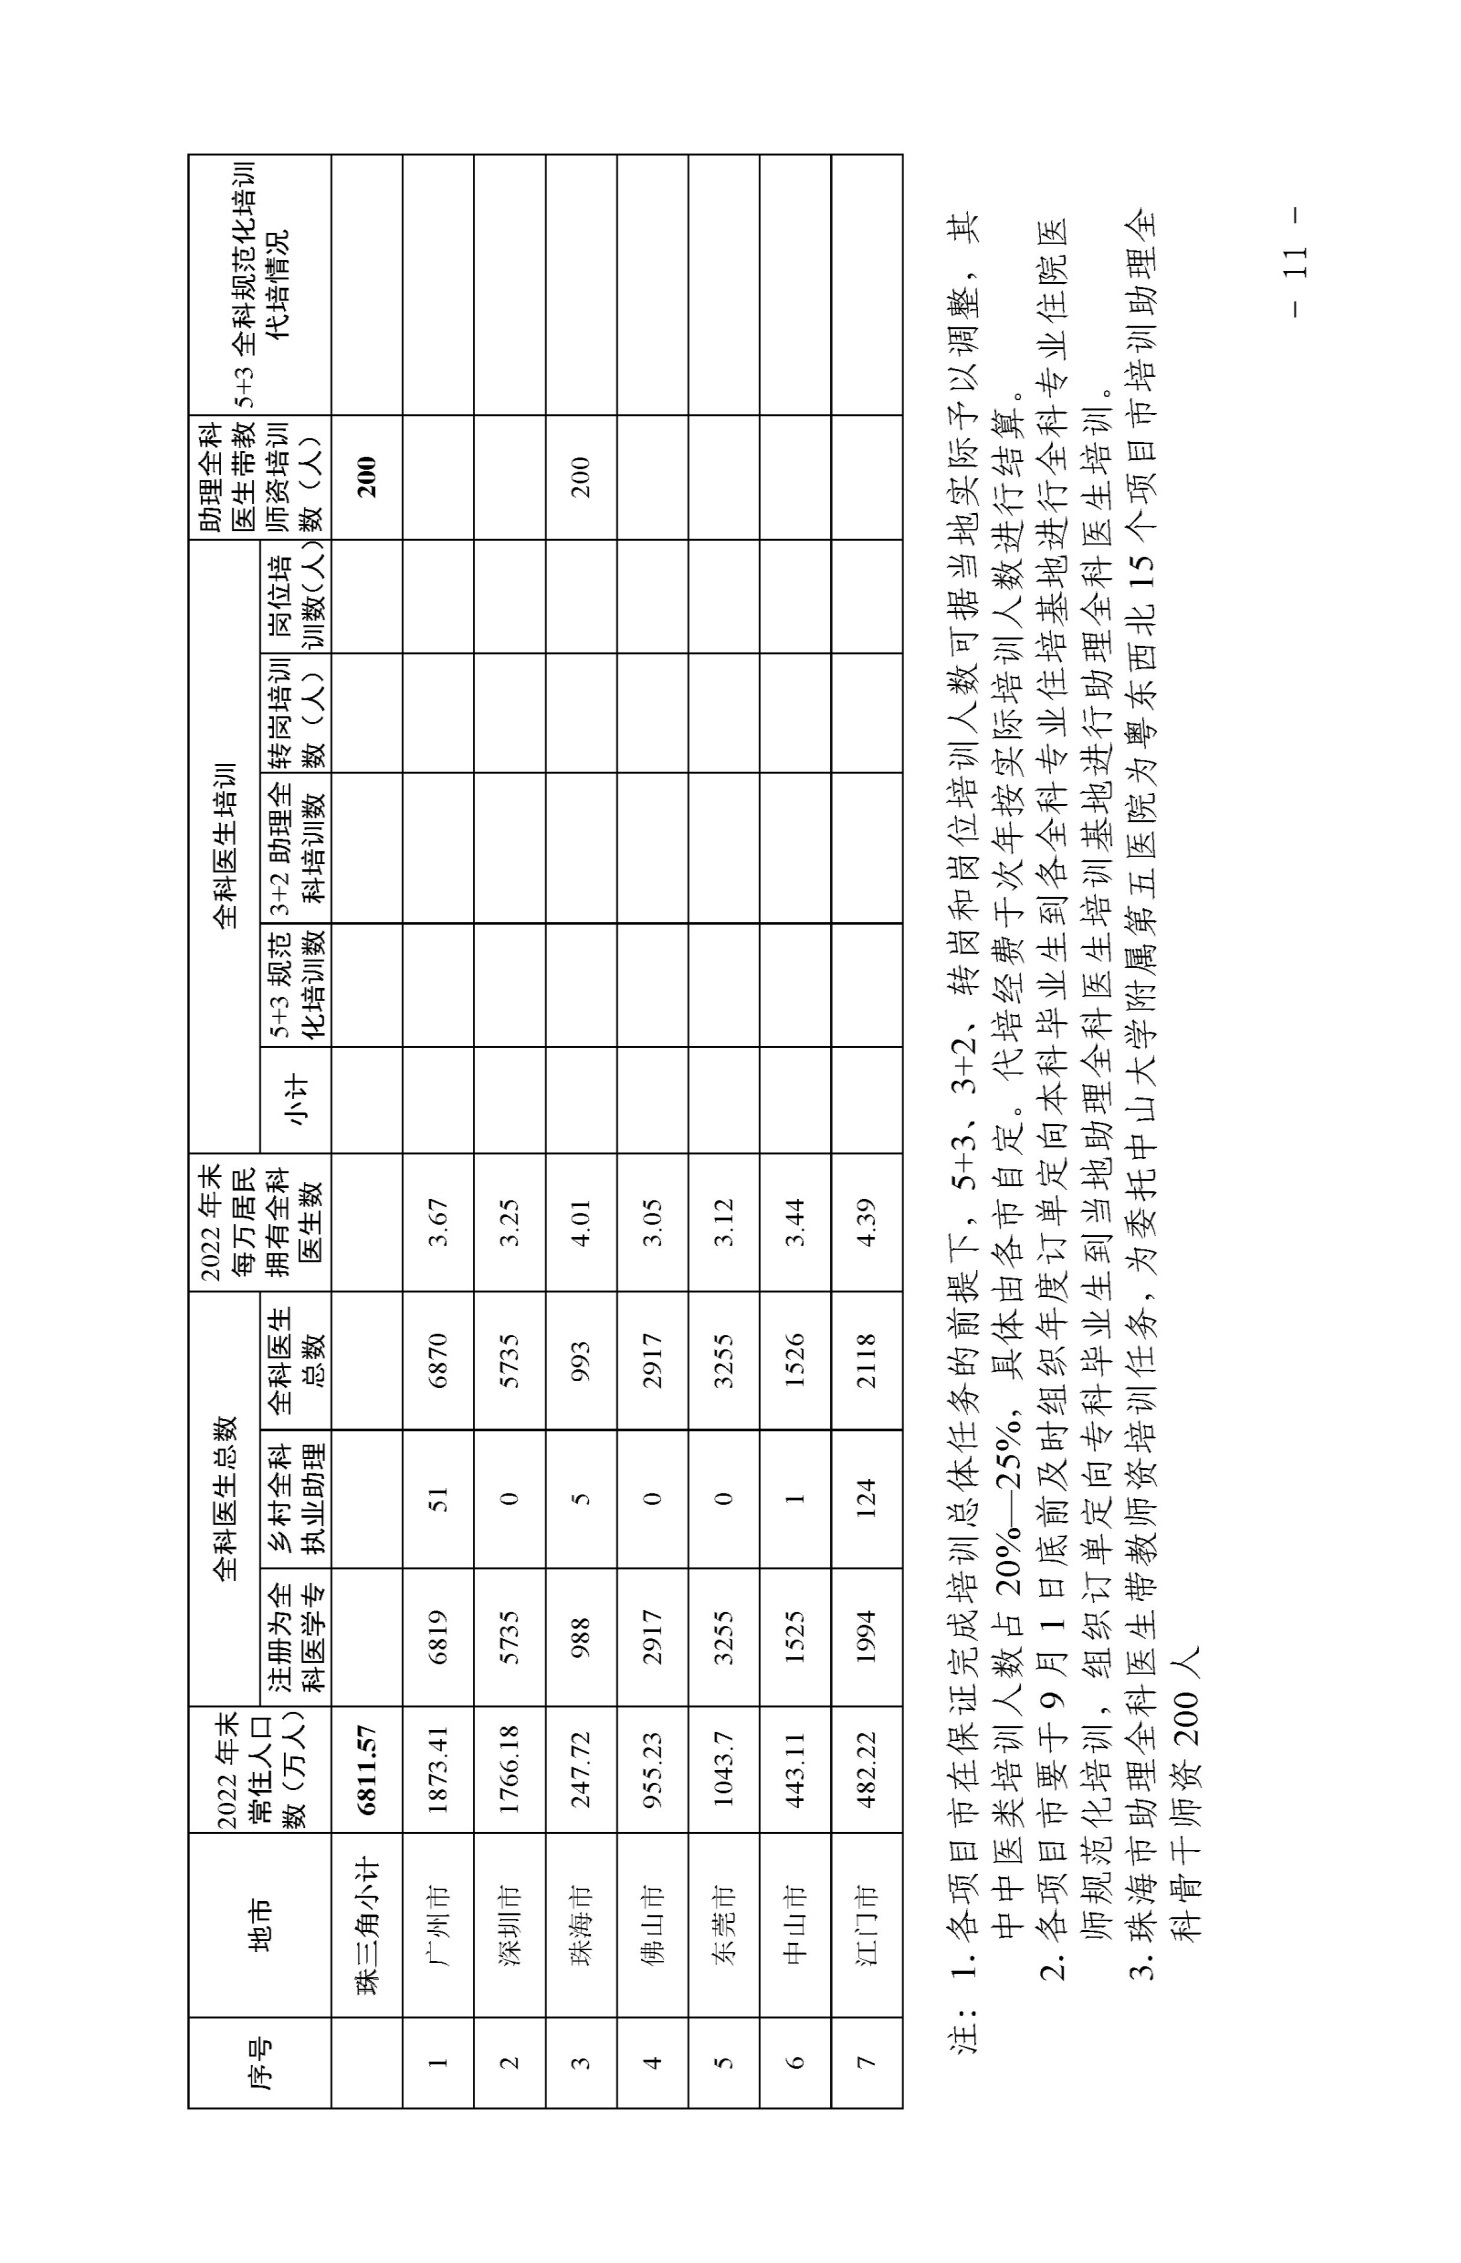 序号 地市 2022 年末常住人口数（万人） 全科医生总数 2022 年末每万居民拥有全科医生数 全科医生培训 助理全科医生带教师资培训数（人） 5+3 全科规范化培训代培情况
注册为全科医学专 乡村全科执业助理 全科医生总数 小计 5+3 规范化培训数 3+2 助理全科培训数 转岗培训数（人） 岗位培训数(人)
珠三角小计 6811.57 200
1 广州市 1873.41 6819 51 6870 3.67
2 深圳市 1766.18 5735 0 5735 3.25
3 珠海市 247.72 988 5 993 4.01 200
4 佛山市 955.23 2917 0 2917 3.05
5 东莞市 1043.7 3255 0 3255 3.12
6 中山市 443.11 1525 1 1526 3.44
7 江门市 482.22 1994 124 2118 4.39
注：1. 各项目市在保证完成培训总体任务的前提下，5+3、3+2、转岗和岗位培训人数可据当地实际予以调整，其
中中医类培训人数占 20%—25%，具体由各市自定。代培经费于次年按实际培训人数进行结算。
2. 各项目市要于 9 月 1 日底前及时组织年度订单定向本科毕业生到各全科专业住培基地进行全科专业住院医
师规范化培训，组织订单定向专科毕业生到当地助理全科医生培训基地进行助理全科医生培训。
3. 珠海市助理全科医生带教师资培训任务，为委托中山大学附属第五医院为粤东西北 15 个项目市培训助理全
科骨干师资 200 人
－ 11 －